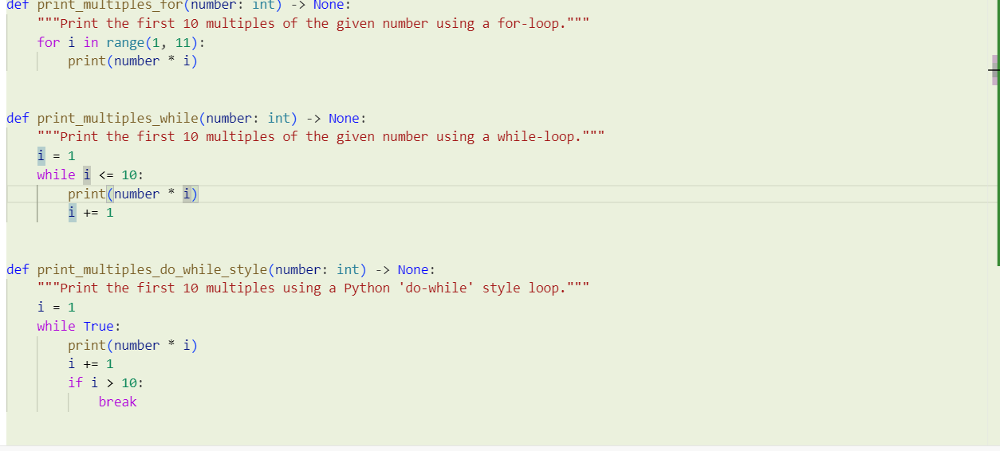 def print_multiples_for(number: int) -> None:
    """Print the first 10 multiples of the given number using a for-loop."""
    for i in range(1, 11):
        print(number * i)
def print_multiples_while(number: int) -> None:
    """Print the first 10 multiples of the given number using a while-loop."""
    i = 1
    while i <= 10:
        print(number * i)
        i += 1
def print_multiples_do_while_style(number: int) -> None:
    """Print the first 10 multiples using a Python 'do-while' style loop."""
    i = 1
    while True:
        print(number * i)
        i += 1
        if i > 10:
            break